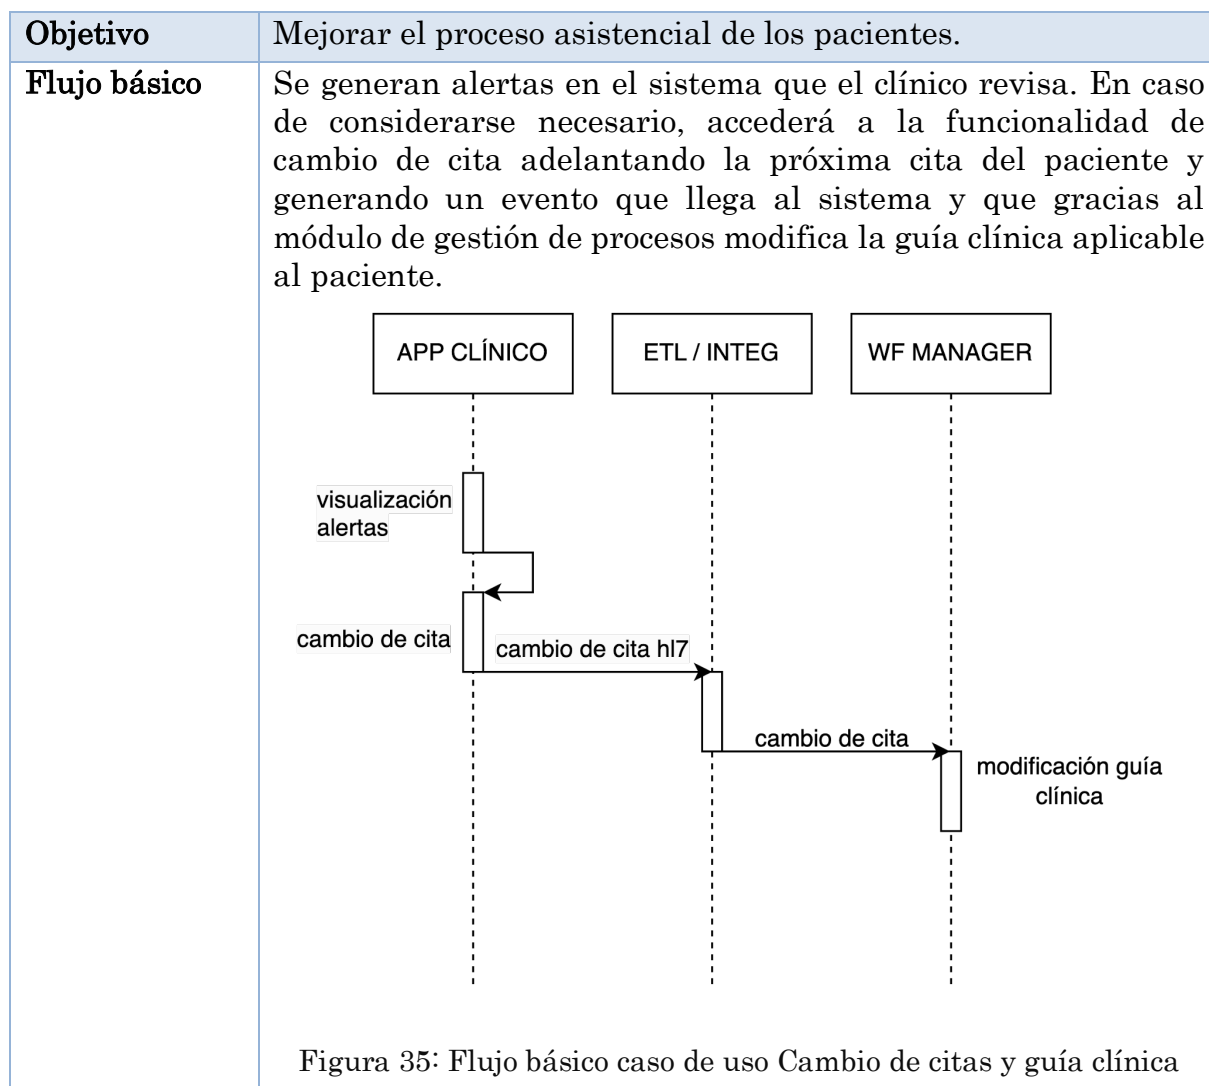 Objetivo
Mejorar el proceso asistencial de los pacientes.
Flujo básico
Se generan alertas en el sistema que el clínico revisa. En caso
de considerarse necesario, accederá a la funcionalidad de
cambio de cita adelantando la próxima cita del paciente y
generando un evento que llega al sistema y que gracias al
módulo de gestión de procesos modifica la guía clínica aplicable
al paciente.
APP CLÍNICO
ETL / INTEG
WF MANAGER
visualización
alertas
cambio de cita
cambio de cita hl7
cambio de cita
modificación guía
clínica
Figura 35: Flujo básico caso de uso Cambio de citas y guía clínica